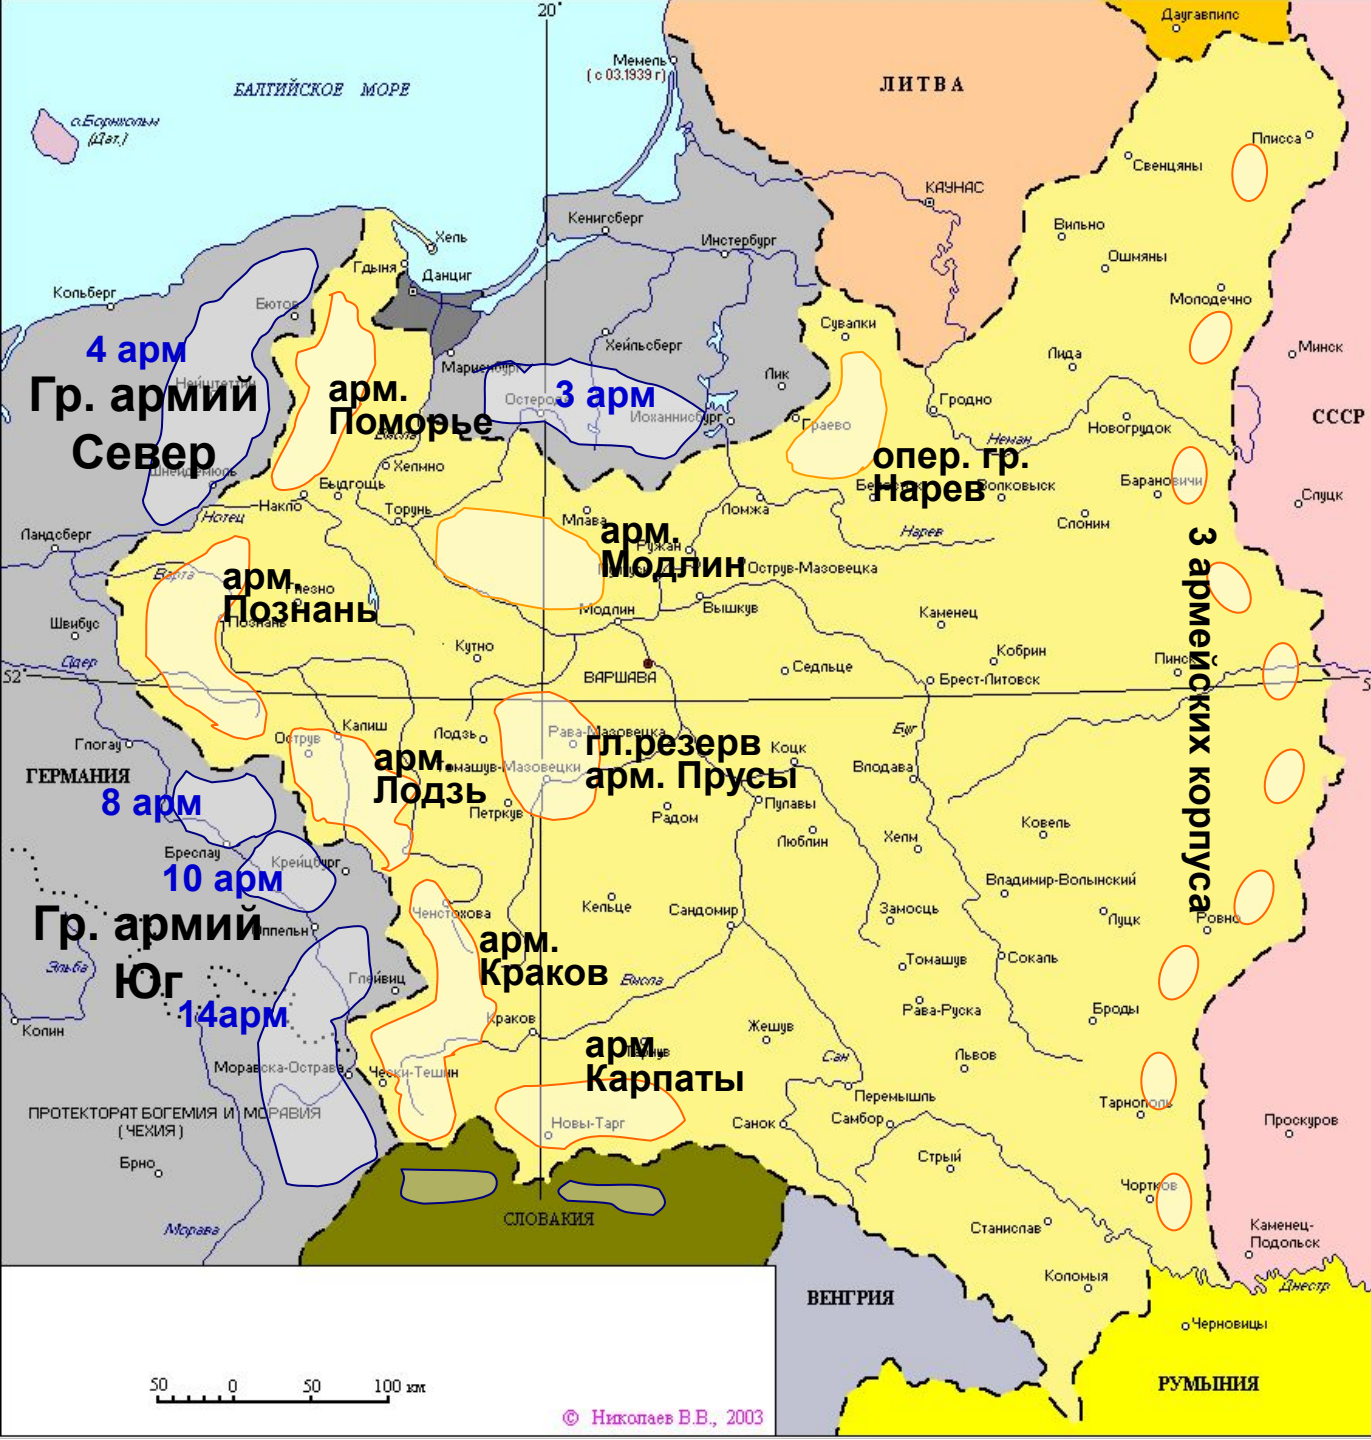 20°
Даугавпилс
Мемель
( с 03.1939 г)
БАЛТИЙСКОЕ МОРЕ
ЛИТВА
о.Борнхольм
(Дат.)
Плисса
Свенцяны
КАУНАС
Кенигсберг
Вильно
Хель
Инстербург
Ошмяны
Гдыня
Данциг
Кольберг
Бютов
Молодечно
Сувалки
Хейльсберг
Лида
Минск
4 арм
Мариенбург
Лик
Нейштеттин
Гр. армий
Север
арм.
Поморье
Остероде
3 арм
Иоханнисбург
Граево
Гродно
Новогрудок
СССР
Висла
Неман
Шнейдемюль
Хелмно
опер. гр.
Нарев
Волковыск
Барановичи
Быдгощь
Накло
Торунь
Ломжа
Слуцк
Нотец
Млава
Слоним
Ландсберг
арм.
Модлин
Ружан
Нарев
3 армейских корпуса
Острув-Мазовецка
Варта
арм.
Познань
Гнезно
Познань
Модлин
Вышкув
Каменец
Швибус
Кутно
Кобрин
Одер
ВАРШАВА
Седльце
Брест-Литовск
Пинск
52°
5
Калиш
Лодзь
Рава-Мазовецка
Буг
Глогау
Острув
гл.резерв
арм. Прусы
Коцк
ГЕРМАНИЯ
арм.
Лодзь
Томашув-Мазовецки
Влодава
8 арм
Петркув
Радом
Пулавы
Ковель
Люблин
Хелм
Бреслау
Крейцбург
10 арм
Владимир-Волынский
Ченстохова
Кельце
Сандомир
Замосць
Луцк
Ровно
Гр. армий
Юг
Оппельн
арм.
Краков
Эльба
Глейвиц
Висла
Томашув
Сокаль
14арм
Колин
Краков
Рава-Руска
Броды
Жешув
арм.
Карпаты
Сан
Львов
Моравска-Острава
Чески-Тешин
Перемышль
Тарнополь
ПРОТЕКТОРАТ БОГЕМИЯ И МОРАВИЯ
( ЧЕХИЯ )
Новы-Тарг
Санок
Самбор
Проскуров
Брно
Стрый
Чортков
Морава
СЛОВАКИЯ
Станислав
Каменец-
Подольск
Коломыя
Днестр
ВЕНГРИЯ
Черновицы
50 0 50 100 км
РУМЫНИЯ
© Николаев В.В., 2003